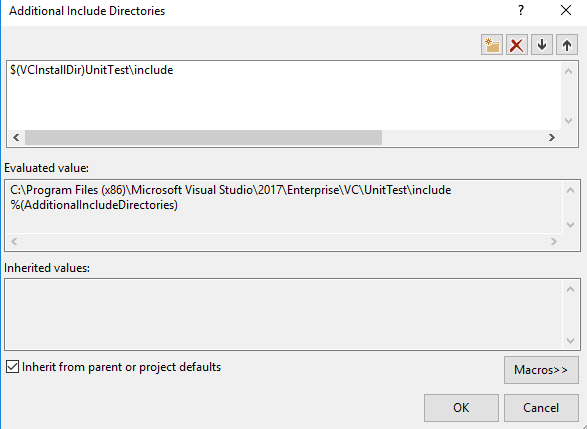 Additional Include Directories
?
$(VCInstallDir)UnitTest\include
Evaluated value:
C:\Program Files (x86)\Microsoft Visual Studio\2017\Enterprise\VC\UnitTest\include
%(AdditionalIncludeDirectories)
Inherited values:
Inherit from parent or project defaults
Macros>>
OK
Cancel